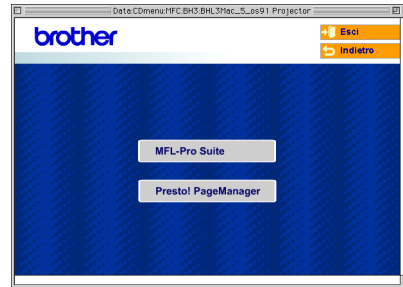 Data:CDmenu:MFC:BH3:BHL3Mac_5_os91 Projector
brother
Esci
Indietro
MFL-Pro Suite
Presto! PageManager